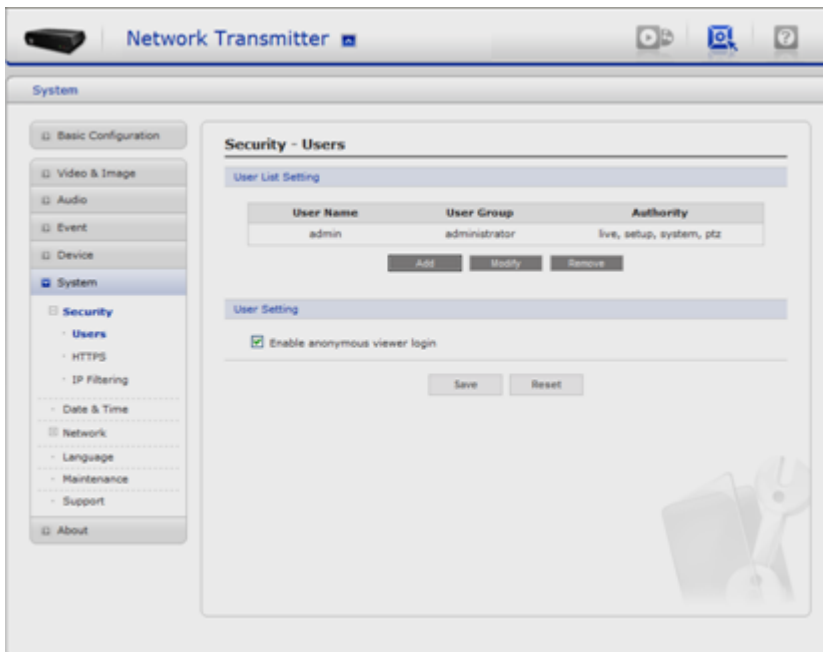 Network Transmitter
?
System
Basic Configuration
Video & Image
Audio
Event
Device
System
Security
Users
HTTPS
IP Filtering
Date & Time
Network
Language
Maintenance
Support
About
Security - Users
User List Setting
User Name User Group Authority
admin administrator live, setup, system, ptz
Add Modify Remove
User Setting
Enable anonymous viewer login
Save Reset